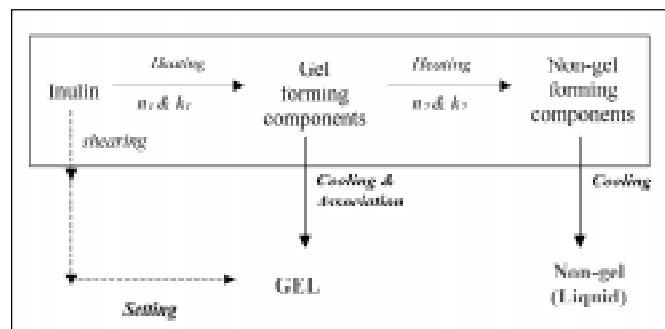 Heating
Inulin
n₁ & k₁
Gel
forming
components
Heating
n₂ & k₂
Non-gel
forming
components
shearing
Cooling &
Association
Cooling
Setting
GEL
Non-gel
(Liquid)